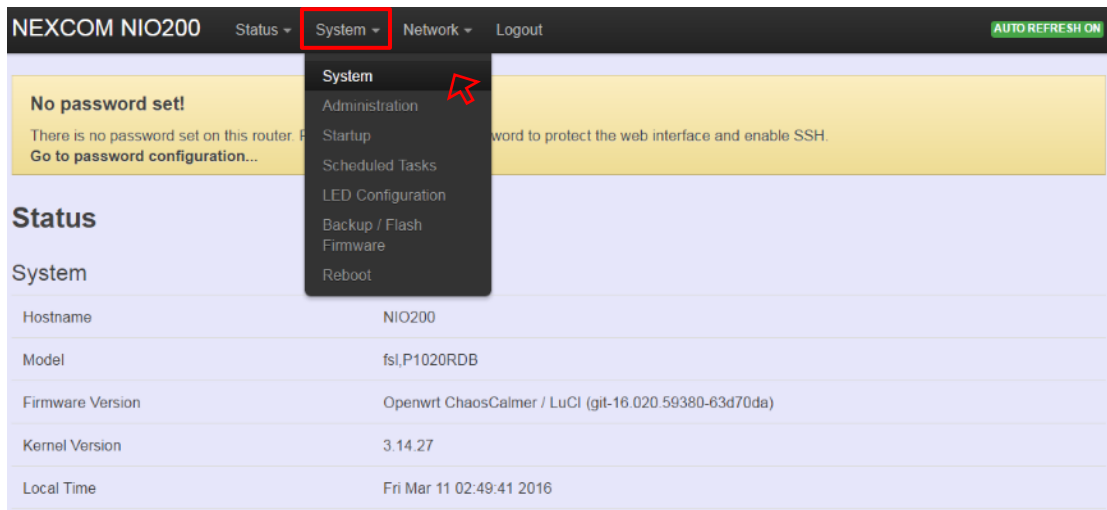 NEXCOM NIO200 Status System Network Logout AUTO REFRESH ON
System
Administration
Startup
Scheduled Tasks
LED Configuration
Backup / Flash
Firmware
Reboot
No password set!
There is no password set on this router. word to protect the web interface and enable SSH.
Go to password configuration...
Status
System
Hostname NIO200
Model fsl,P1020RDB
Firmware Version Openwrt ChaosCalmer / LuCI (git-16.020.59380-63d70da)
Kernel Version 3.14.27
Local Time Fri Mar 11 02:49:41 2016